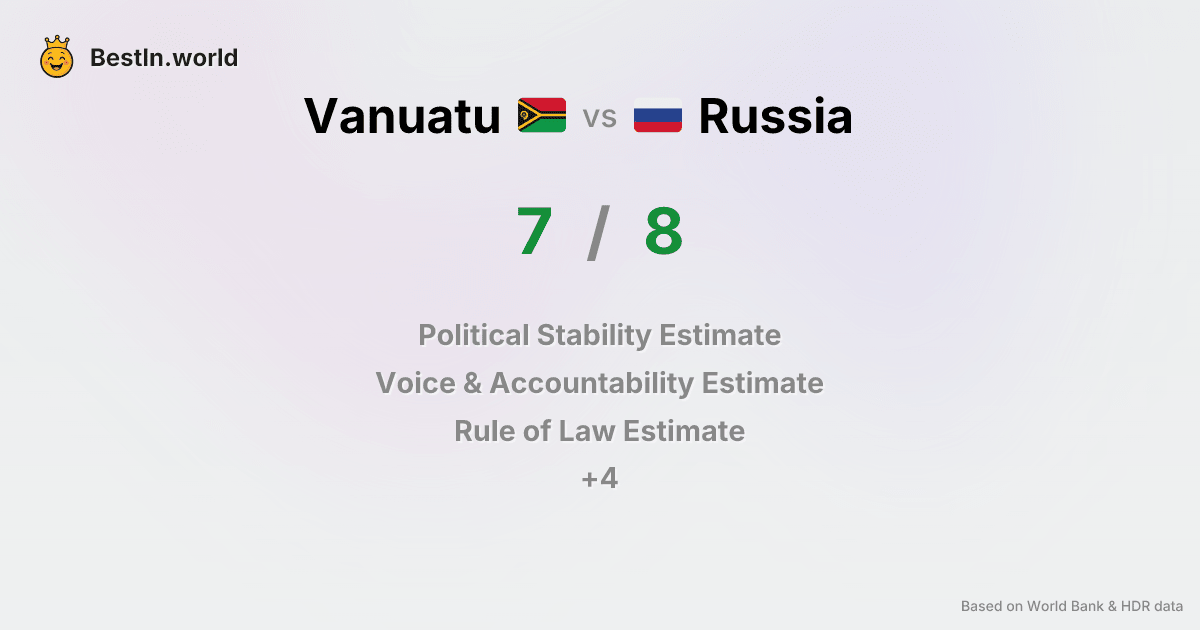 BestIn.world
Vanuatu vs Russia
7 / 8
Political Stability Estimate
Voice & Accountability Estimate
Rule of Law Estimate
+4
Based on World Bank & HDR data